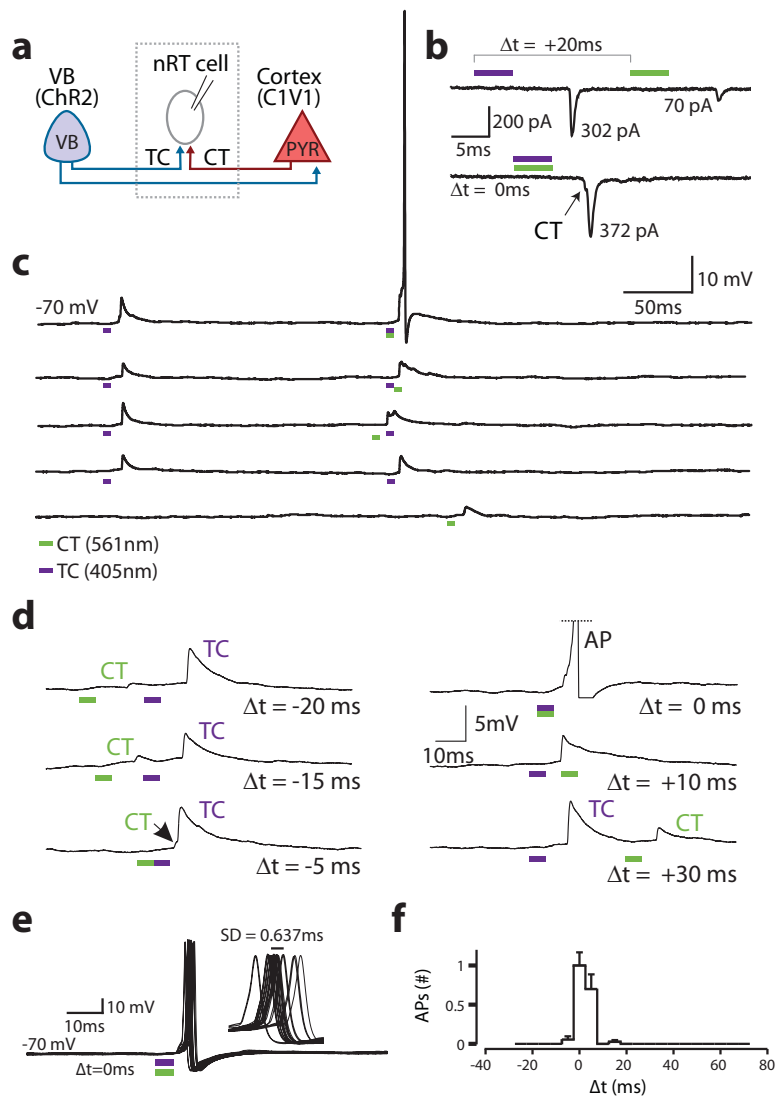 a
VB
(ChR2)
nRT cell
Cortex
(C1V1)
VB
TC
CT
PYR
b
Δt = +20ms
200 pA
5ms
302 pA
70 pA
Δt = 0ms
CT
372 pA
c
10 mV
50ms
-70 mV
CT (561nm)
TC (405nm)
d
CT
TC
Δt = -20 ms
CT
TC
Δt = -15 ms
CT
TC
Δt = -5 ms
AP
5mV
10ms
Δt = 0 ms
Δt = +10 ms
TC
CT
Δt = +30 ms
e
SD = 0.637ms
10 mV
10ms
-70 mV
Δt=0ms
f
APs (#)
1
0.5
0
-40
-20
0
20
40
60
80
Δt (ms)